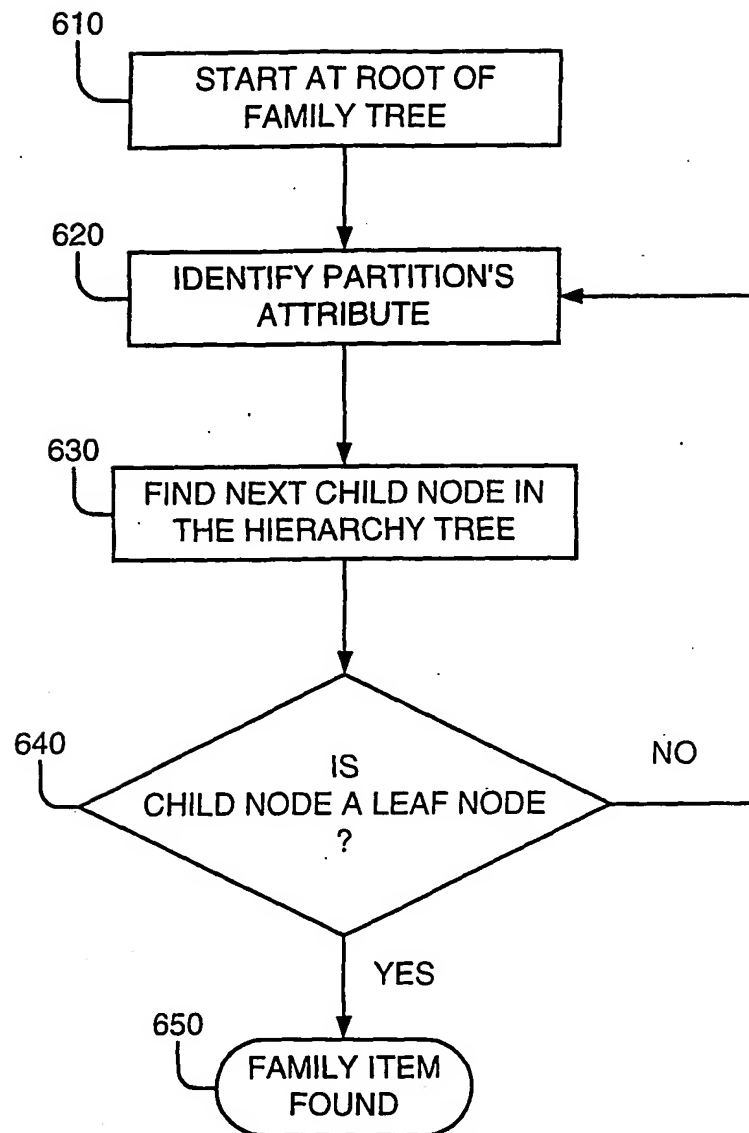 610
START AT ROOT OF
FAMILY TREE
620
IDENTIFY PARTITION'S
ATTRIBUTE
630
FIND NEXT CHILD NODE IN
THE HIERARCHY TREE
640
IS
CHILD NODE A LEAF NODE
?
NO
YES
650
FAMILY ITEM
FOUND